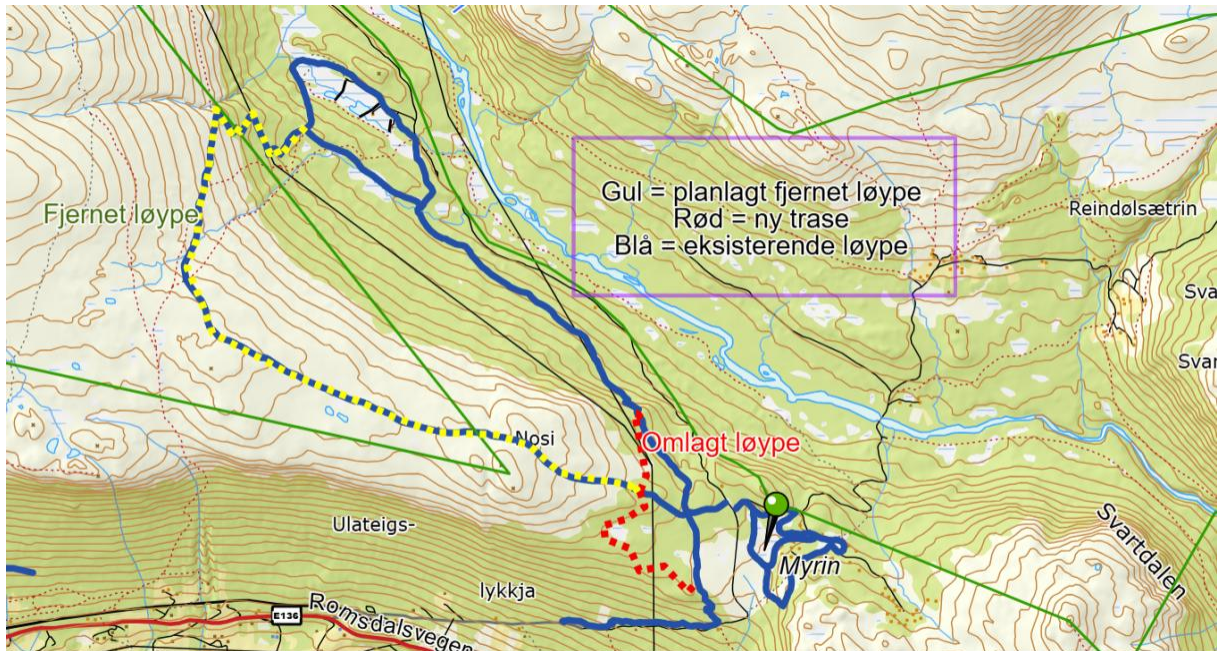 Gul = planlagt fjernet løype
Rød = ny trase
Blå = eksisterende løype
Reindølsætrin
Fjernet løype
Sva
Svar
Nosi
Omlagt løype
Ulateigs-
lykkja
Myrin
Svartdalen
E136
Romsdalsvegen